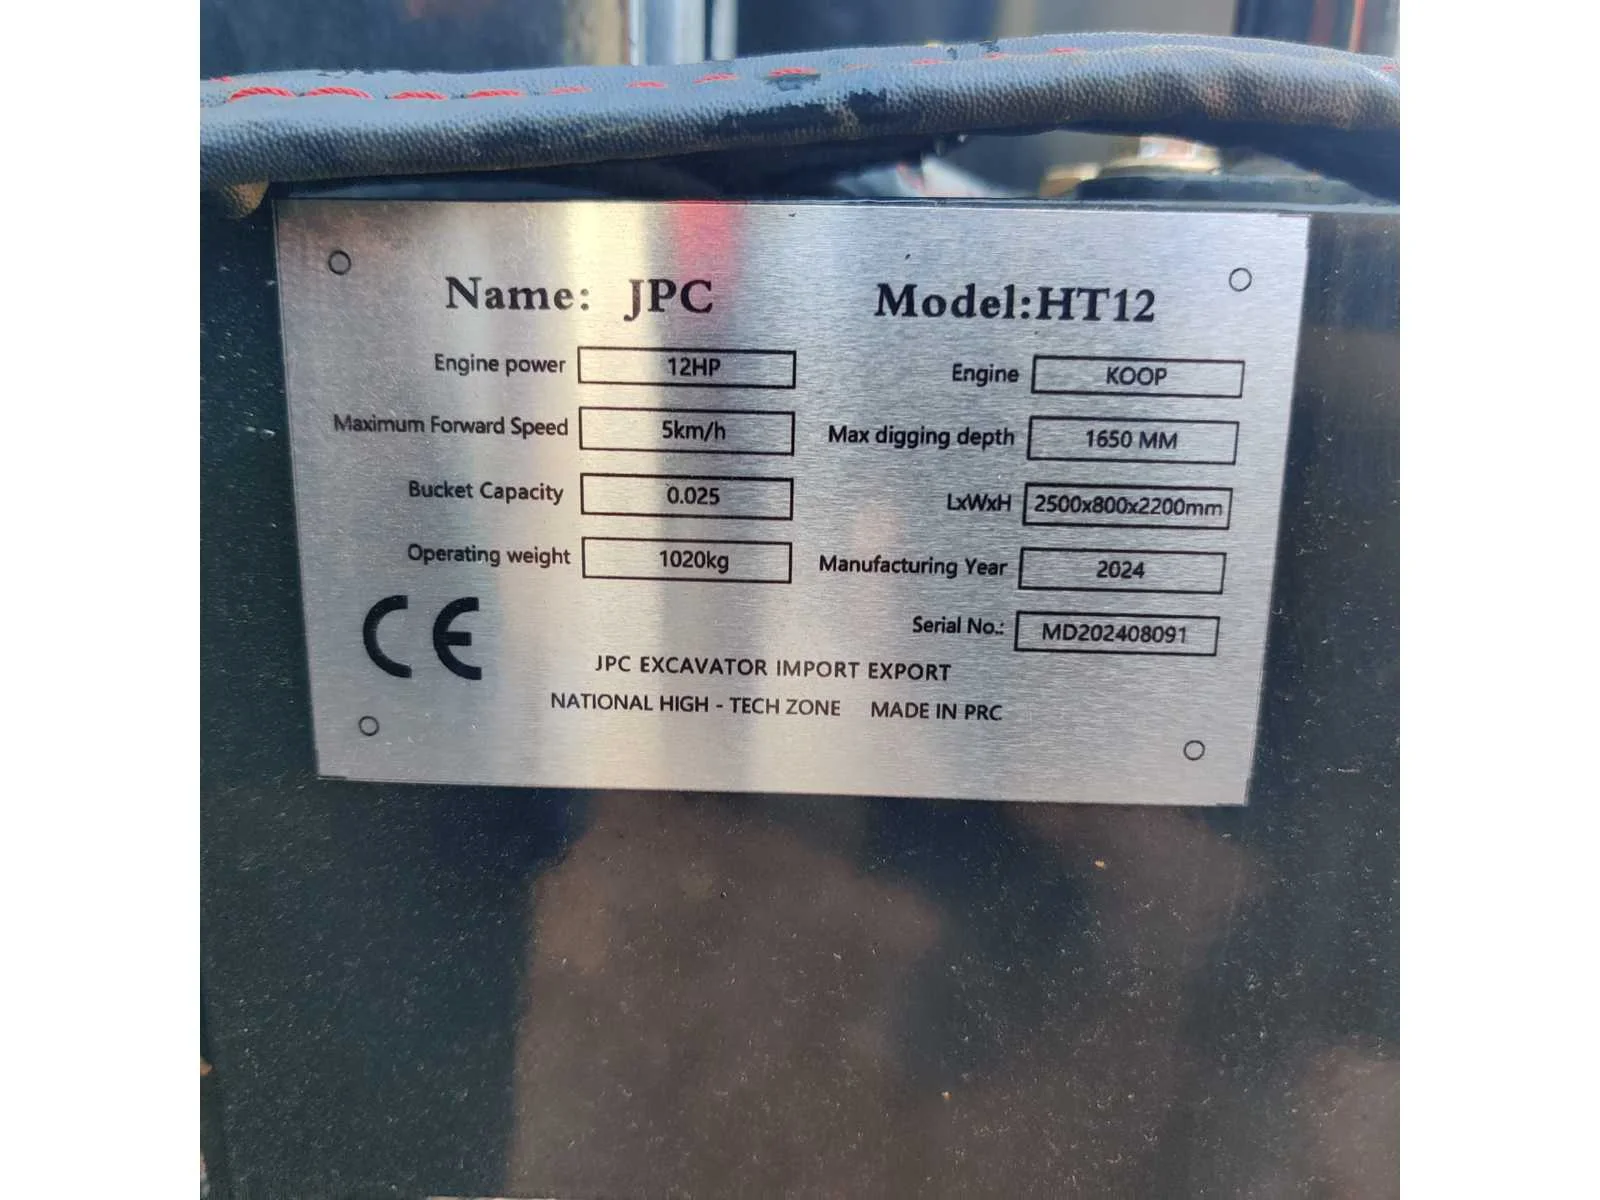 Name: JPC Model:HT12
Engine power 12HP Engine KOOP
Maximum Forward Speed 5km/h Max digging depth 1650 MM
Bucket Capacity 0.025 LxWxH 2500x800x2200mm
Operating weight 1020kg Manufacturing Year 2024
Serial No.: MD202408091
CE
JPC EXCAVATOR IMPORT EXPORT
NATIONAL HIGH - TECH ZONE MADE IN PRC